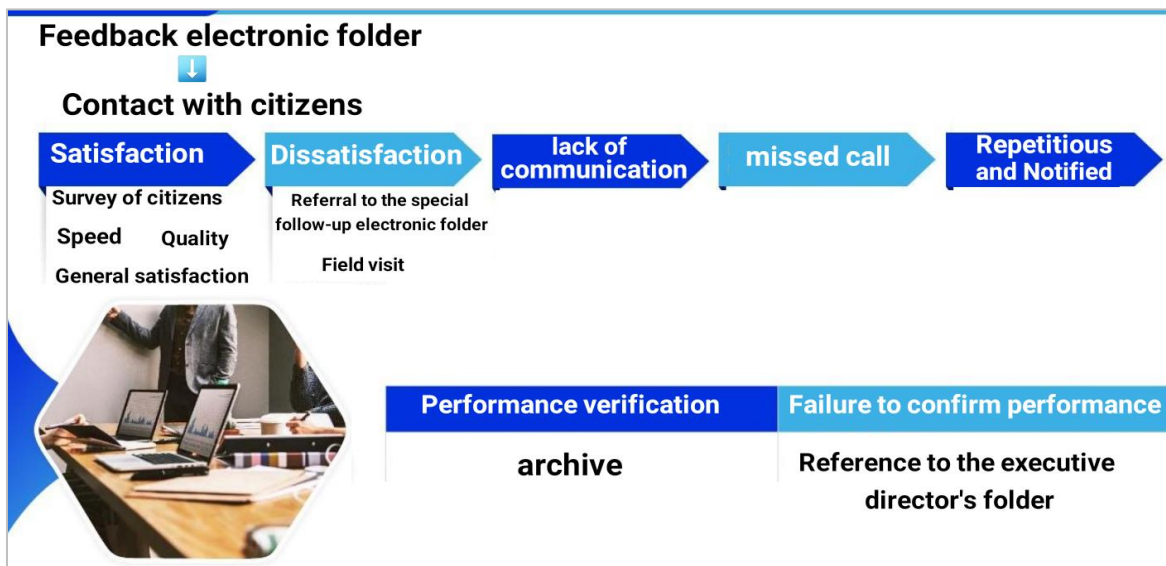 Feedback electronic folder
Contact with citizens
Satisfaction
Survey of citizens
Speed Quality
General satisfaction
Dissatisfaction
Referral to the special
follow-up electronic folder
Field visit
lack of
communication
missed call
Repetitious
and Notified
Performance verification
archive
Failure to confirm performance
Reference to the executive
director's folder